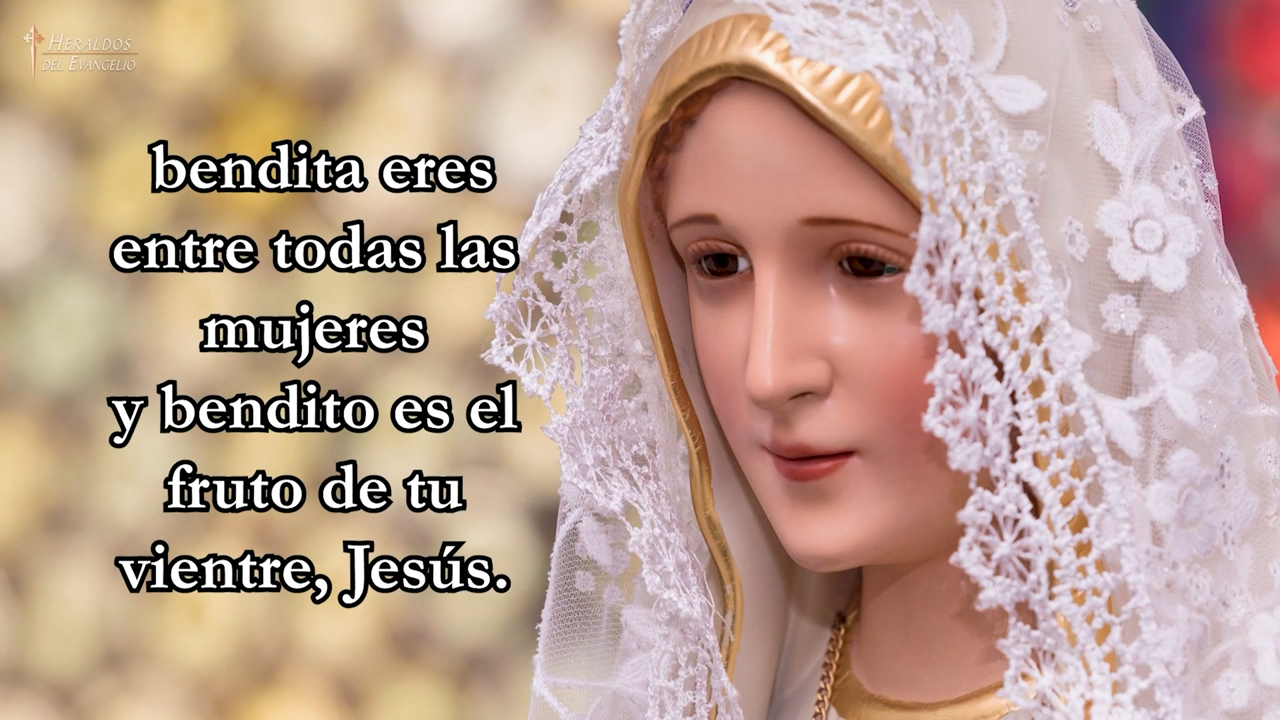 HERALDOS
DEL EVANGELIO
bendita eres
entre todas las
mujeres
y bendito es el
fruto de tu
vientre, Jesús.